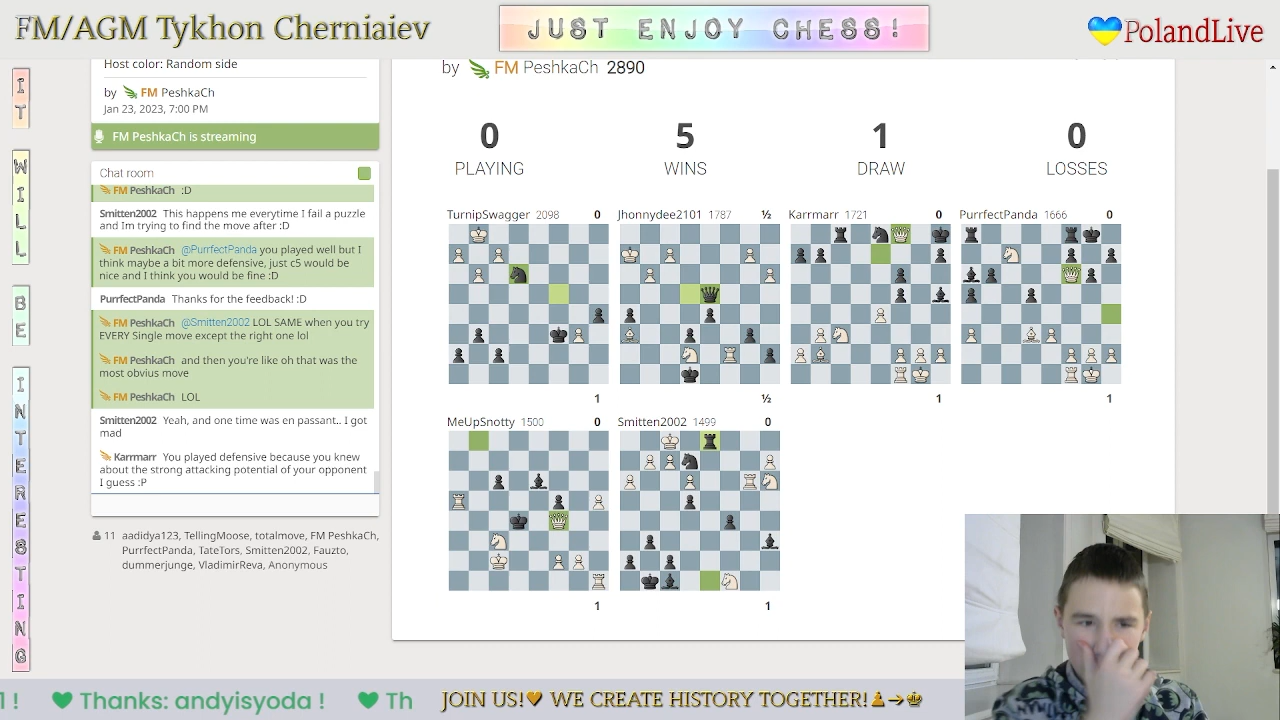 FM/AGM Tykhon Cherniaiev
JUST ENJOY CHESS!
PolandLive
IT
WILL
BE
INTERESTING
Host color: Random side
by FM PeshkaCh
Jan 23, 2023, 7:00 PM
FM PeshkaCh is streaming
Chat room
FM PeshkaCh :D
Smitten2002 This happens me everytime I fail a puzzle
and Im trying to find the move after :D
FM PeshkaCh @PurrfectPanda you played well but I
think maybe a bit more defensive, just c5 would be
nice and I think you would be fine :D
PurrfectPanda Thanks for the feedback! :D
FM PeshkaCh @Smitten2002 LOL SAME when you try
EVERY Single move except the right one lol
FM PeshkaCh and then you're like oh that was the
most obvius move
FM PeshkaCh LOL
Smitten2002 Yeah, and one time was en passant.. I got
mad
Karrmarr You played defensive because you knew
about the strong attacking potential of your opponent
I guess :P
11 aadidya123, TellingMoose, totalmove, FM PeshkaCh,
PurrfectPanda, TateTors, Smitten2002, Fauzto,
dummerjunge, VladimirReva, Anonymous
by FM PeshkaCh 2890
0 5 1 0
PLAYING WINS DRAW LOSSES
TurnipSwagger 2098 0
Jhonnydee2101 1787 ½
Karrmarr 1721 0
PurrfectPanda 1666 0
1
½
1
1
MeUpSnotty 1500 0
Smitten2002 1499 0
1
1
1 !
Thanks: andyisyoda !
Th
JOIN US! WE CREATE HISTORY TOGETHER!